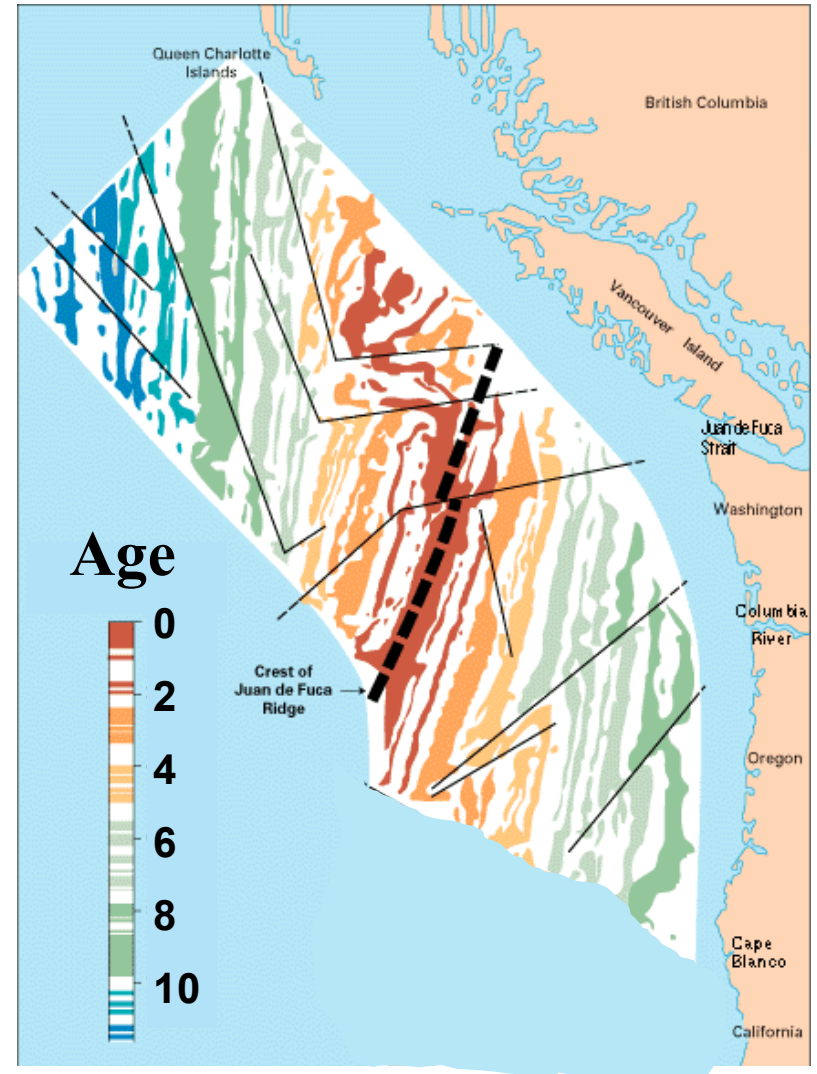 Queen Charlotte
Islands
British Columbia
Vancouver Island
Juan de Fuca
Strait
Washington
Columbia
River
Oregon
Cape
Blanco
California
Crest of
Juan de Fuca
Ridge
Age
0
2
4
6
8
10